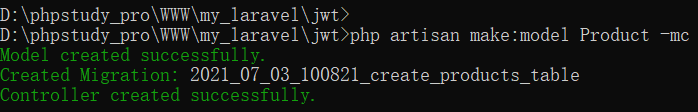 D:\phpstudy_pro\WWW\my_laravel\jwt>
D:\phpstudy_pro\WWW\my_laravel\jwt>php artisan make:model Product -mc
Model created successfully.
Created Migration: 2021_07_03_100821_create_products_table
Controller created successfully.